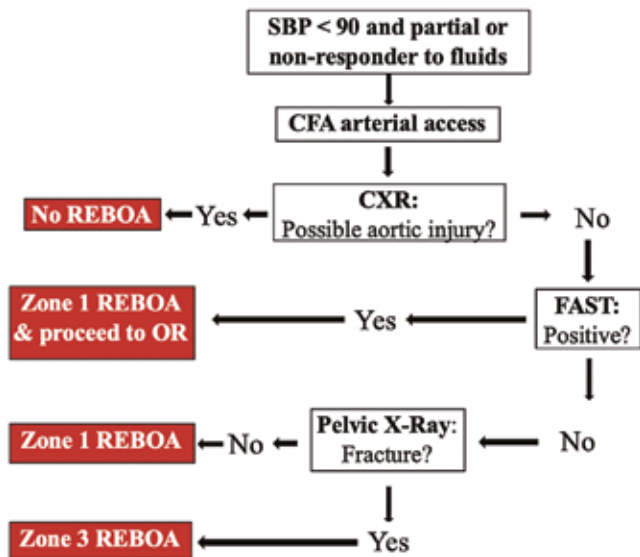 SBP < 90 and partial or
non-responder to fluids
CFA arterial access
CXR:
Possible aortic injury?
Yes
No REBOA
No
FAST:
Positive?
Yes
Zone 1 REBOA
& proceed to OR
No
Pelvic X-Ray:
Fracture?
No
Zone 1 REBOA
Yes
Zone 3 REBOA